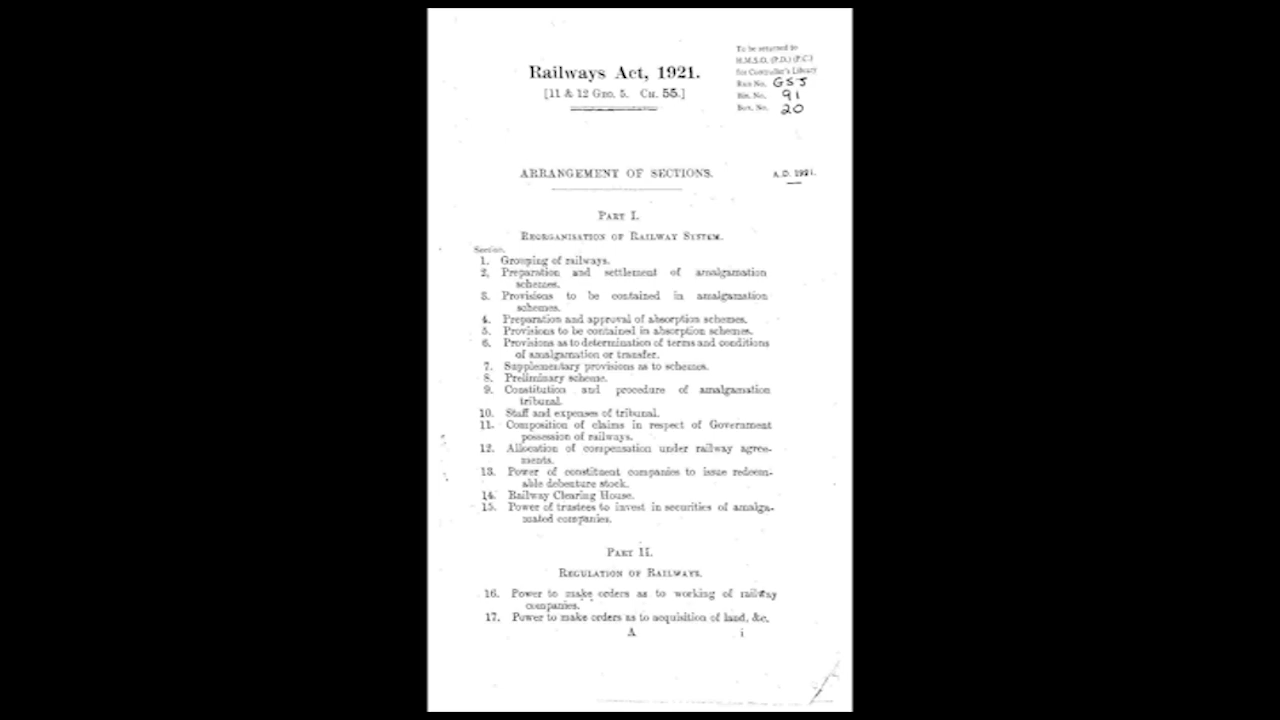 Railways Act, 1921.
[11 & 12 GEO. 5. CH. 55.]
To be returned to
H.M.S.O. (P.D.) (P.C.)
for Controller's Library
Run No. GSJ
Bin. No. 91
Box. No. 20
ARRANGEMENT OF SECTIONS.
A.D. 1921.
PART I.
REORGANISATION OF RAILWAY SYSTEM.
Section.
1. Grouping of railways.
2. Preparation and settlement of amalgamation
schemes.
3. Provisions to be contained in amalgamation
schemes.
4. Preparation and approval of absorption schemes.
5. Provisions to be contained in absorption schemes.
6. Provisions as to determination of terms and conditions
of amalgamation or transfer.
7. Supplementary provisions as to schemes.
8. Preliminary scheme.
9. Constitution and procedure of amalgamation
tribunal.
10. Staff and expenses of tribunal.
11. Composition of claims in respect of Government
possession of railways.
12. Allocation of compensation under railway agree-
ments.
13. Power of constituent companies to issue redeem-
able debenture stock.
14. Railway Clearing House.
15. Power of trustees to invest in securities of amalga-
mated companies.
PART II.
REGULATION OF RAILWAYS.
16. Power to make orders as to working of railway
companies.
17. Power to make orders as to acquisition of land, &c.
A i